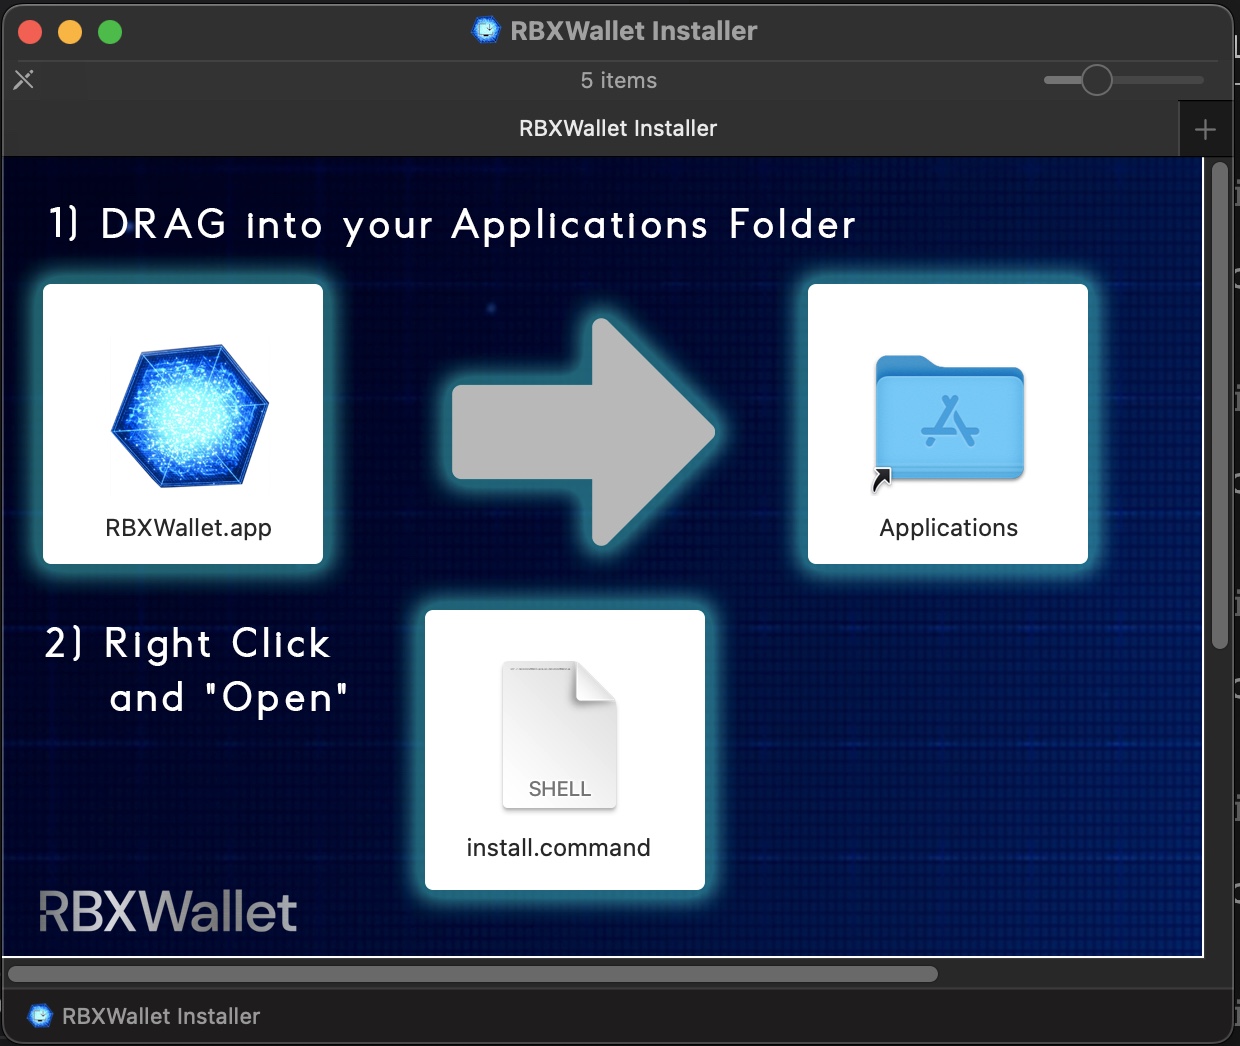 RBXWallet Installer
5 items
RBXWallet Installer
1) DRAG into your Applications Folder
RBXWallet.app
Applications
2) Right Click
and "Open"
SHELL
install.command
RBXWallet
RBXWallet Installer